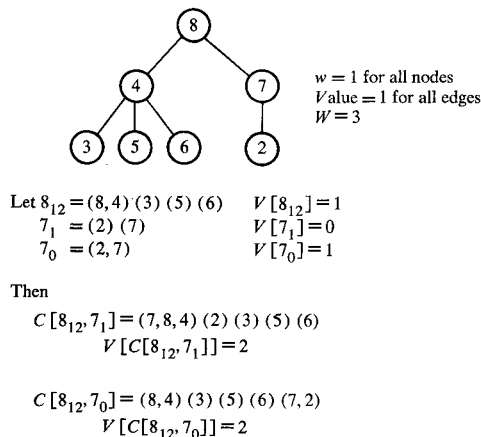 8
4
7
w = 1 for all nodes
Value = 1 for all edges
W = 3
3 5 6 2
Let 8₁₂ = (8,4) (3) (5) (6) V[8₁₂] = 1
7₁ = (2) (7) V[7₁] = 0
7₀ = (2,7) V[7₀] = 1
Then
C[8₁₂,7₁] = (7,8,4) (2) (3) (5) (6)
V[C[8₁₂,7₁]] = 2
C[8₁₂,7₀] = (8,4) (3) (5) (6) (7,2)
V[C[8₁₂,7₀]] = 2